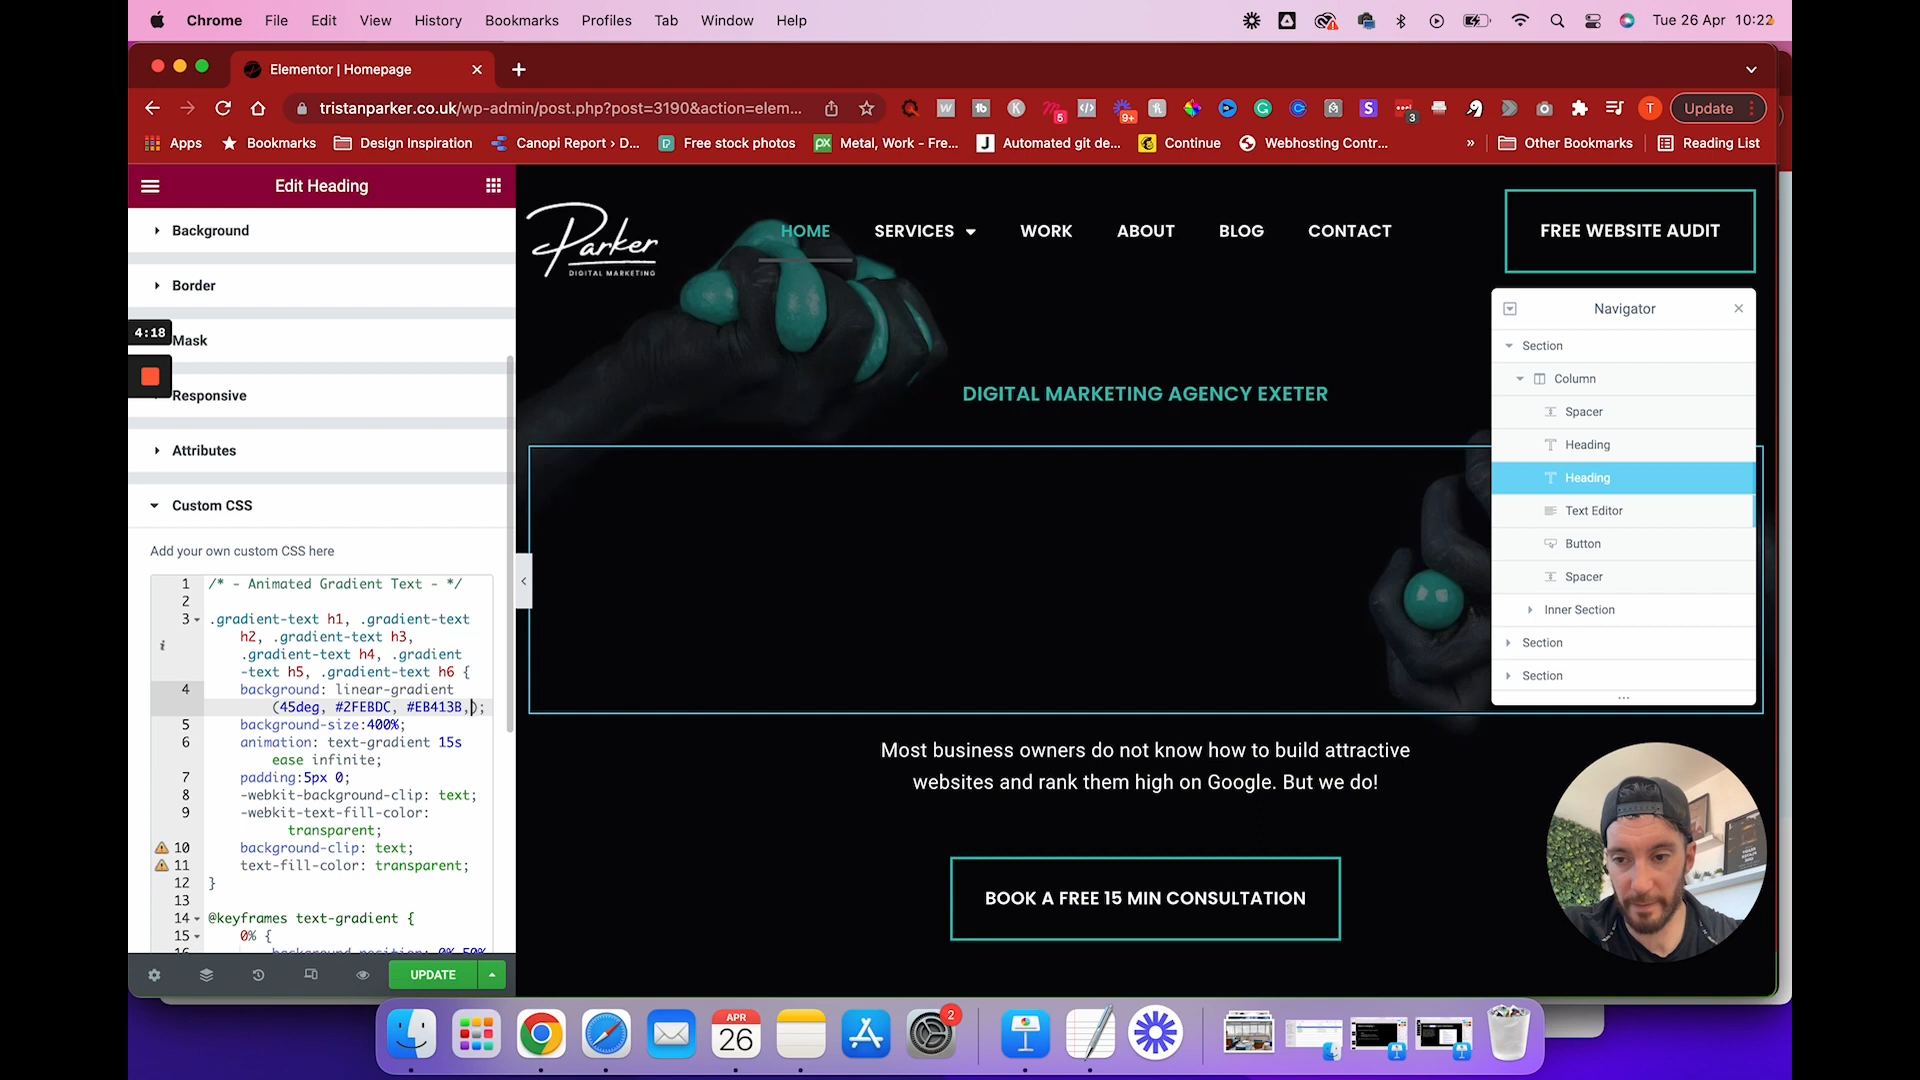 Chrome File Edit View History Bookmarks Profiles Tab Window Help
Tue 26 Apr 10:22
Elementor | Homepage
tristanparker.co.uk/wp-admin/post.php?post=3190&action=elem...
5
9+
3
T
Update
Apps
Bookmarks
Design Inspiration
Canopi Report › D...
Free stock photos
Metal, Work - Fre...
Automated git de...
Continue
Webhosting Contr...
»
Other Bookmarks
Reading List
Edit Heading
Background
Border
4:18
Mask
Responsive
Attributes
Custom CSS
Add your own custom CSS here
1 /* - Animated Gradient Text - */
2
3 .gradient-text h1, .gradient-text
h2, .gradient-text h3,
.gradient-text h4, .gradient
-text h5, .gradient-text h6 {
4 background: linear-gradient
(45deg, #2FEBDC, #EB413B,);
5 background-size:400%;
6 animation: text-gradient 15s
ease infinite;
7 padding:5px 0;
8 -webkit-background-clip: text;
9 -webkit-text-fill-color:
transparent;
10 background-clip: text;
11 text-fill-color: transparent;
12 }
13
14 @keyframes text-gradient {
15 0% {
16 background-position: 0% 50%
UPDATE
Parker
DIGITAL MARKETING
HOME
SERVICES
WORK
ABOUT
BLOG
CONTACT
FREE WEBSITE AUDIT
DIGITAL MARKETING AGENCY EXETER
Most business owners do not know how to build attractive
websites and rank them high on Google. But we do!
BOOK A FREE 15 MIN CONSULTATION
Navigator
Section
Column
Spacer
Heading
Heading
Text Editor
Button
Spacer
Inner Section
Section
Section
APR
26
2